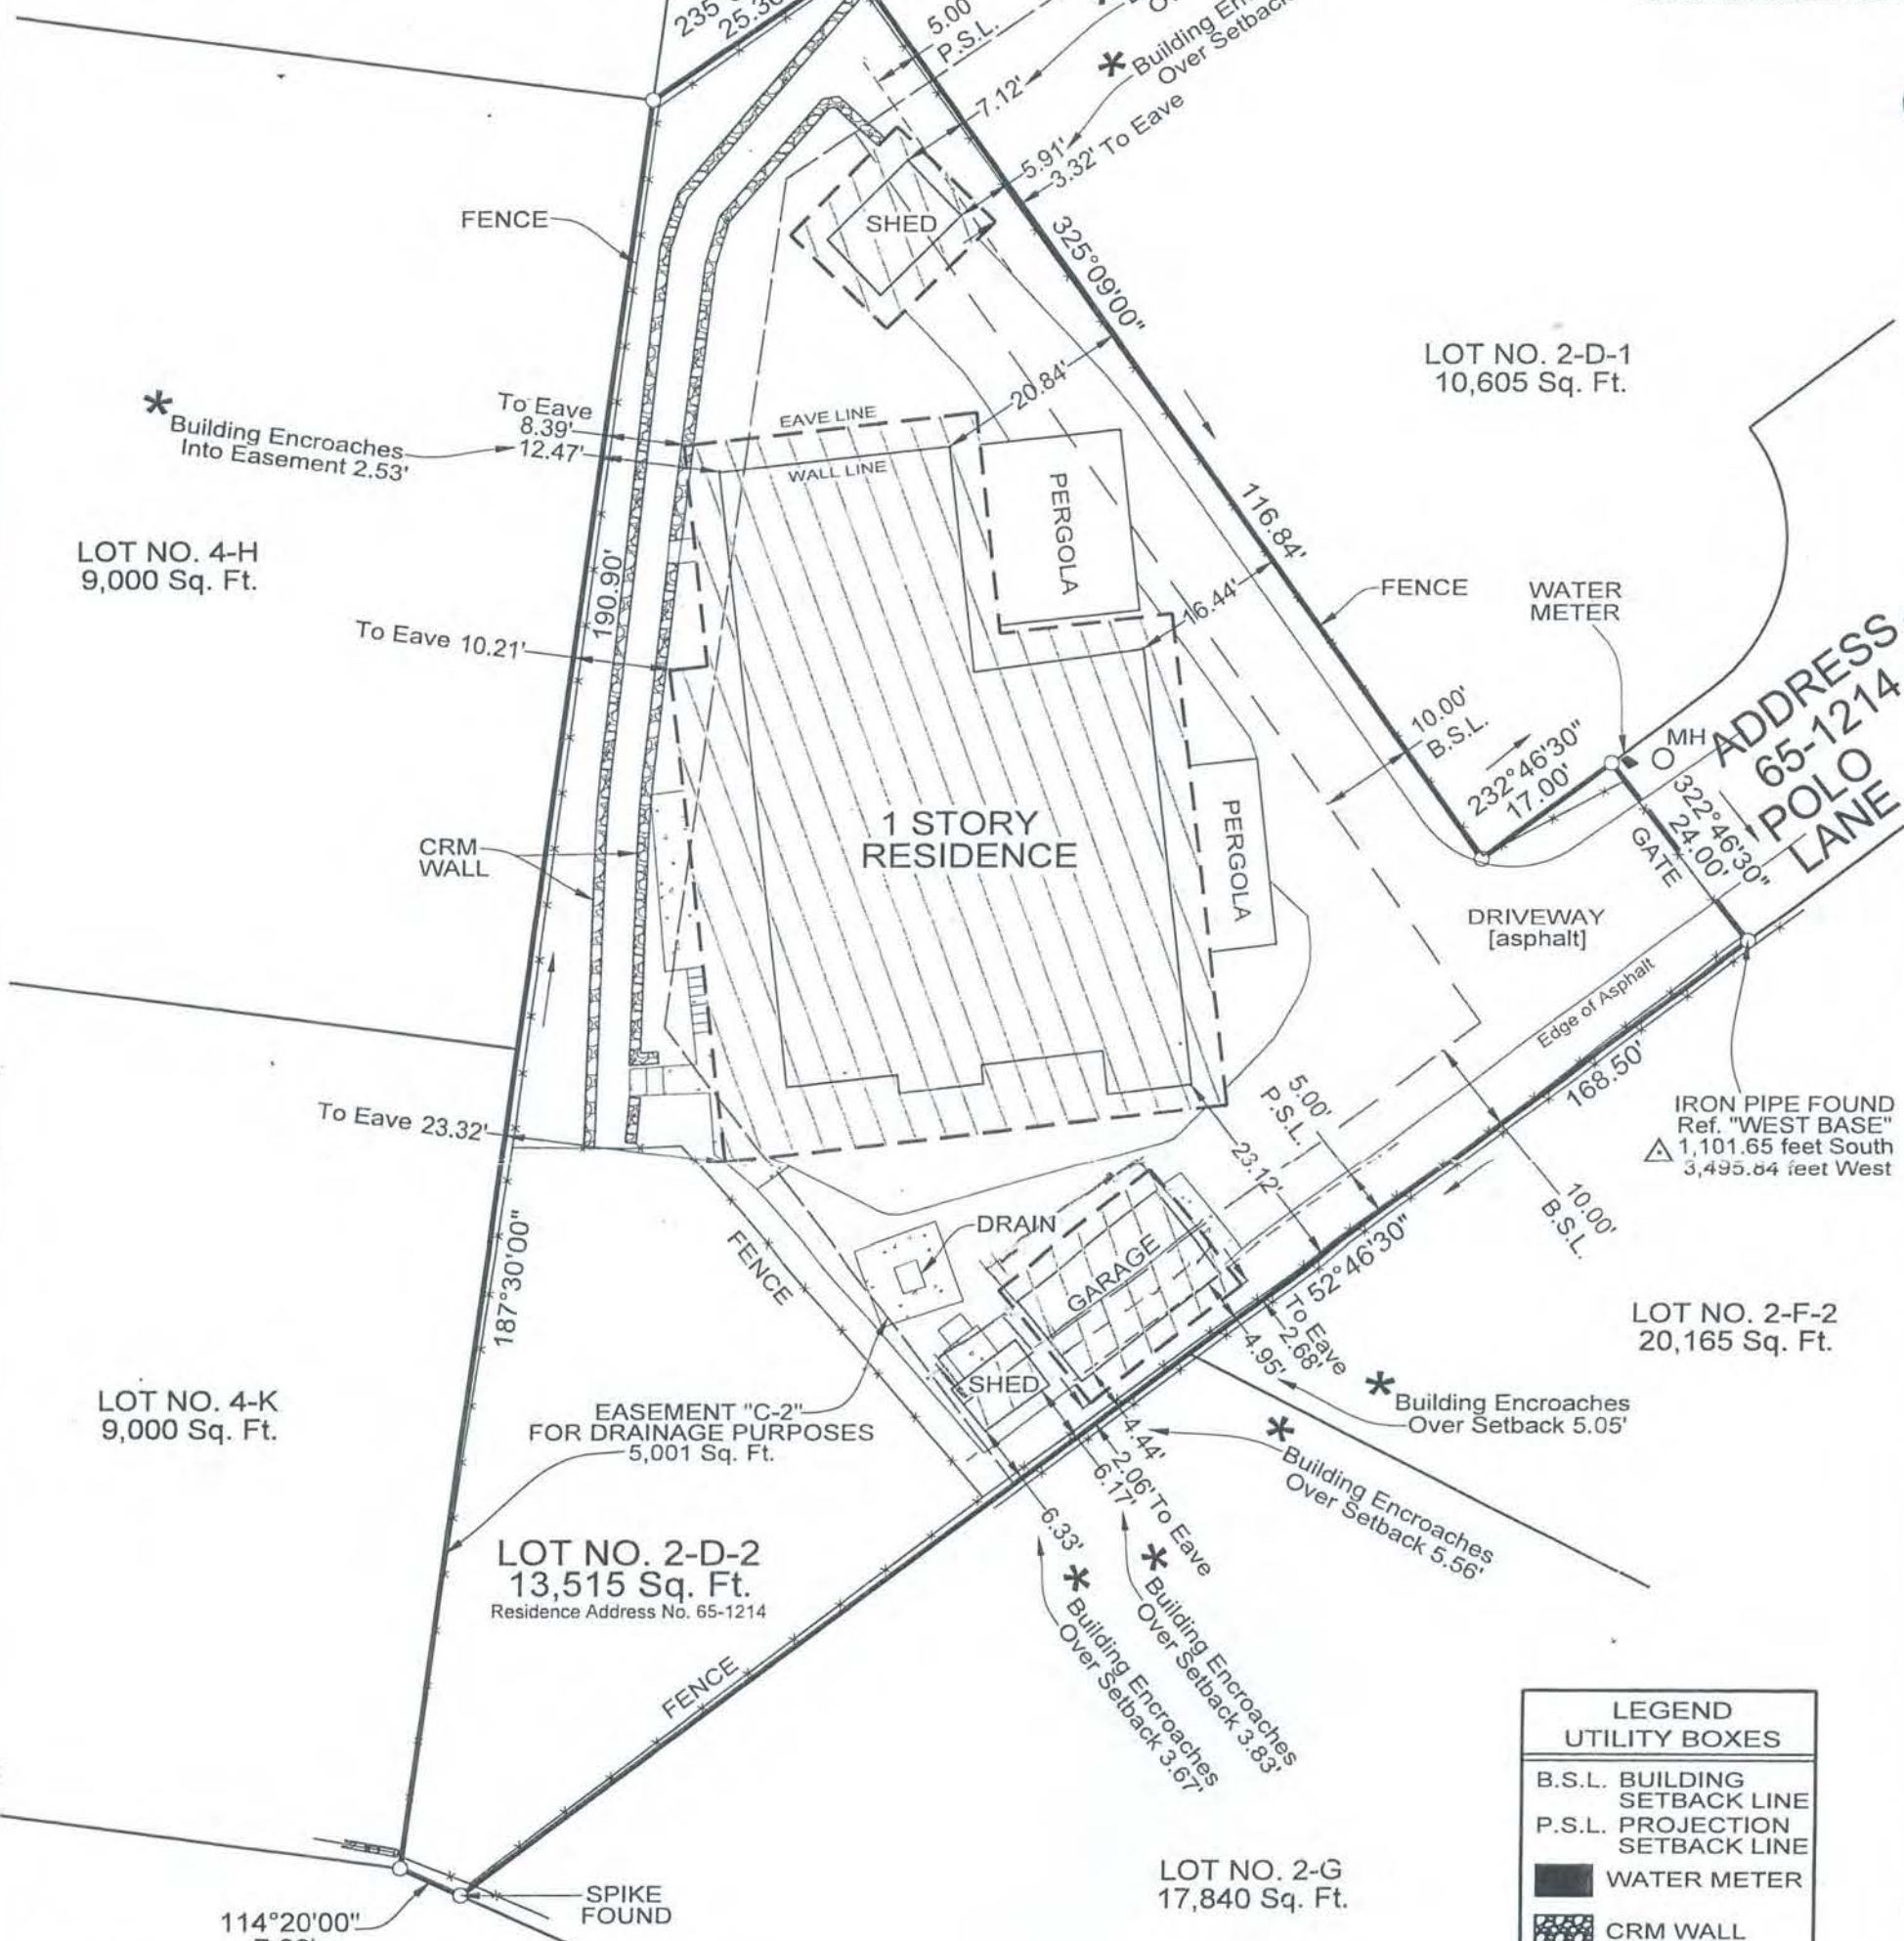 5.00
P.S.L.
7.12'
* Building
Over Setback
5.91'
3.32' To Eave
FENCE
SHED
325°09'00"
LOT NO. 2-D-1
10,605 Sq. Ft.
*
Building Encroaches
Into Easement 2.53'
To Eave
8.39'
12.47'
EAVE LINE
WALL LINE
20.84'
PERGOLA
116.84'
LOT NO. 4-H
9,000 Sq. Ft.
190.90'
To Eave 10.21'
16.44'
FENCE
WATER
METER
ADDRESS
65-1214
POLO
LANE
MH
10.00'
B.S.L.
232°46'30"
17.00'
322°46'30"
24.00'
GATE
CRM
WALL
1 STORY
RESIDENCE
PERGOLA
DRIVEWAY
[asphalt]
Edge of Asphalt
168.50'
IRON PIPE FOUND
Ref. "WEST BASE"
1,101.65 feet South
3,495.84 feet West
To Eave 23.32'
5.00'
P.S.L.
23.12'
10.00'
B.S.L.
187°30'00"
FENCE
DRAIN
GARAGE
52°46'30"
To Eave
2.68'
4.95'
LOT NO. 2-F-2
20,165 Sq. Ft.
SHED
* Building Encroaches
Over Setback 5.05'
LOT NO. 4-K
9,000 Sq. Ft.
EASEMENT "C-2"
FOR DRAINAGE PURPOSES
5,001 Sq. Ft.
4.44'
* Building Encroaches
Over Setback 5.56'
2.06' To Eave
6.17'
* Building Encroaches
Over Setback 3.83'
6.33'
* Building Encroaches
Over Setback 3.67'
LOT NO. 2-D-2
13,515 Sq. Ft.
Residence Address No. 65-1214
FENCE
LEGEND
UTILITY BOXES
B.S.L. BUILDING
SETBACK LINE
P.S.L. PROJECTION
SETBACK LINE
WATER METER
CRM WALL
LOT NO. 2-G
17,840 Sq. Ft.
SPIKE
FOUND
114°20'00"